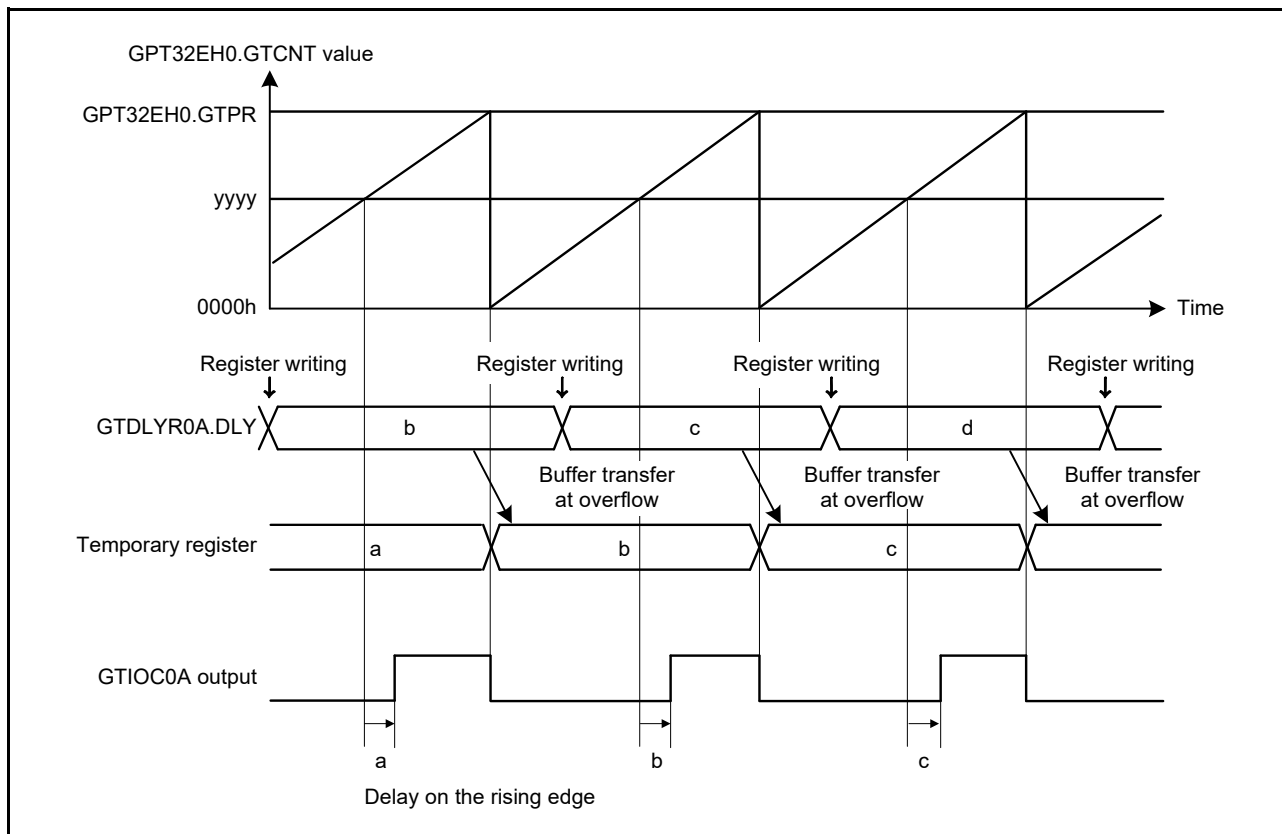 GPT32EH0.GTCNT value
GPT32EH0.GTPR
yyyy
0000h
Time
Register writing
Register writing
Register writing
Register writing
GTDLYR0A.DLY
b
c
d
Buffer transfer
at overflow
Buffer transfer
at overflow
Buffer transfer
at overflow
Temporary register
a
b
c
GTIOC0A output
a
b
c
Delay on the rising edge